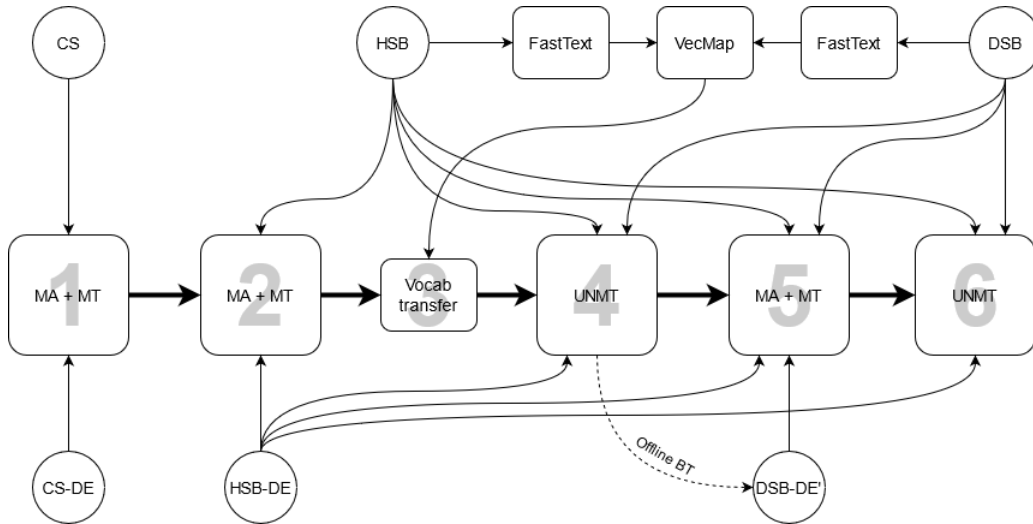 CS
HSB
FastText
VecMap
FastText
DSB
1
MA + MT
2
MA + MT
3
Vocab
transfer
4
UNMT
5
MA + MT
6
UNMT
Offline BT
CS-DE
HSB-DE
DSB-DE'